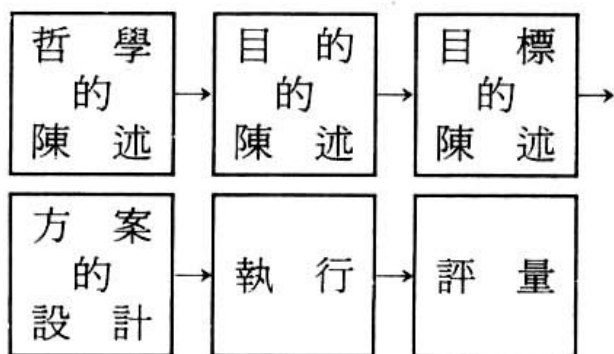 哲學
的
陳述
目的
的
陳述
目標
的
陳述
方案
的
設計
執行
評量